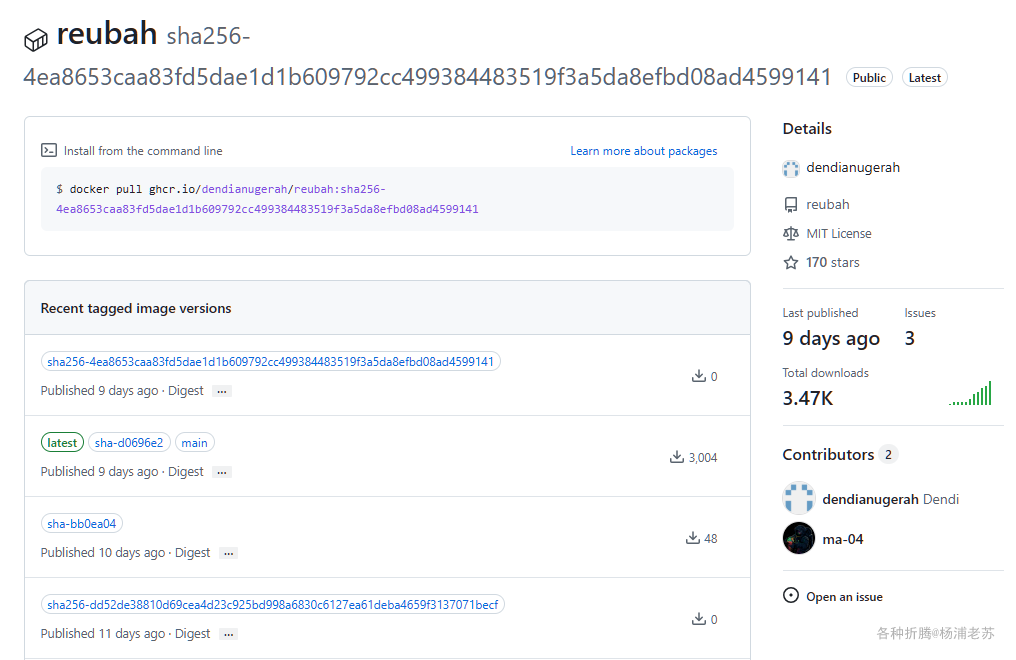 reubah sha256-
4ea8653caa83fd5dae1d1b609792cc499384483519f3a5da8efbd08ad4599141 Public Latest
Install from the command line Learn more about packages
$ docker pull ghcr.io/dendianugerah/reubah:sha256-
4ea8653caa83fd5dae1d1b609792cc499384483519f3a5da8efbd08ad4599141
Recent tagged image versions
sha256-4ea8653caa83fd5dae1d1b609792cc499384483519f3a5da8efbd08ad4599141
Published 9 days ago · Digest ...
0
latest sha-d0696e2 main
Published 9 days ago · Digest ...
3,004
sha-bb0ea04
Published 10 days ago · Digest ...
48
sha256-dd52de38810d69cea4d23c925bd998a6830c6127ea61deba4659f3137071becf
Published 11 days ago · Digest ...
0
Details
dendianugerah
reubah
MIT License
170 stars
Last published Issues
9 days ago 3
Total downloads
3.47K
Contributors 2
dendianugerah Dendi
ma-04
Open an issue
各种折腾@杨浦老苏